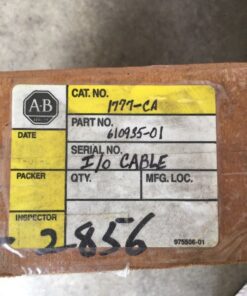 A-B
CAT. NO.
1777-CA
PART NO.
610935-01
DATE
SERIAL NO.
I/O CABLE
PACKER
QTY.
MFG. LOC.
INSPECTOR
-2-856
975506-01